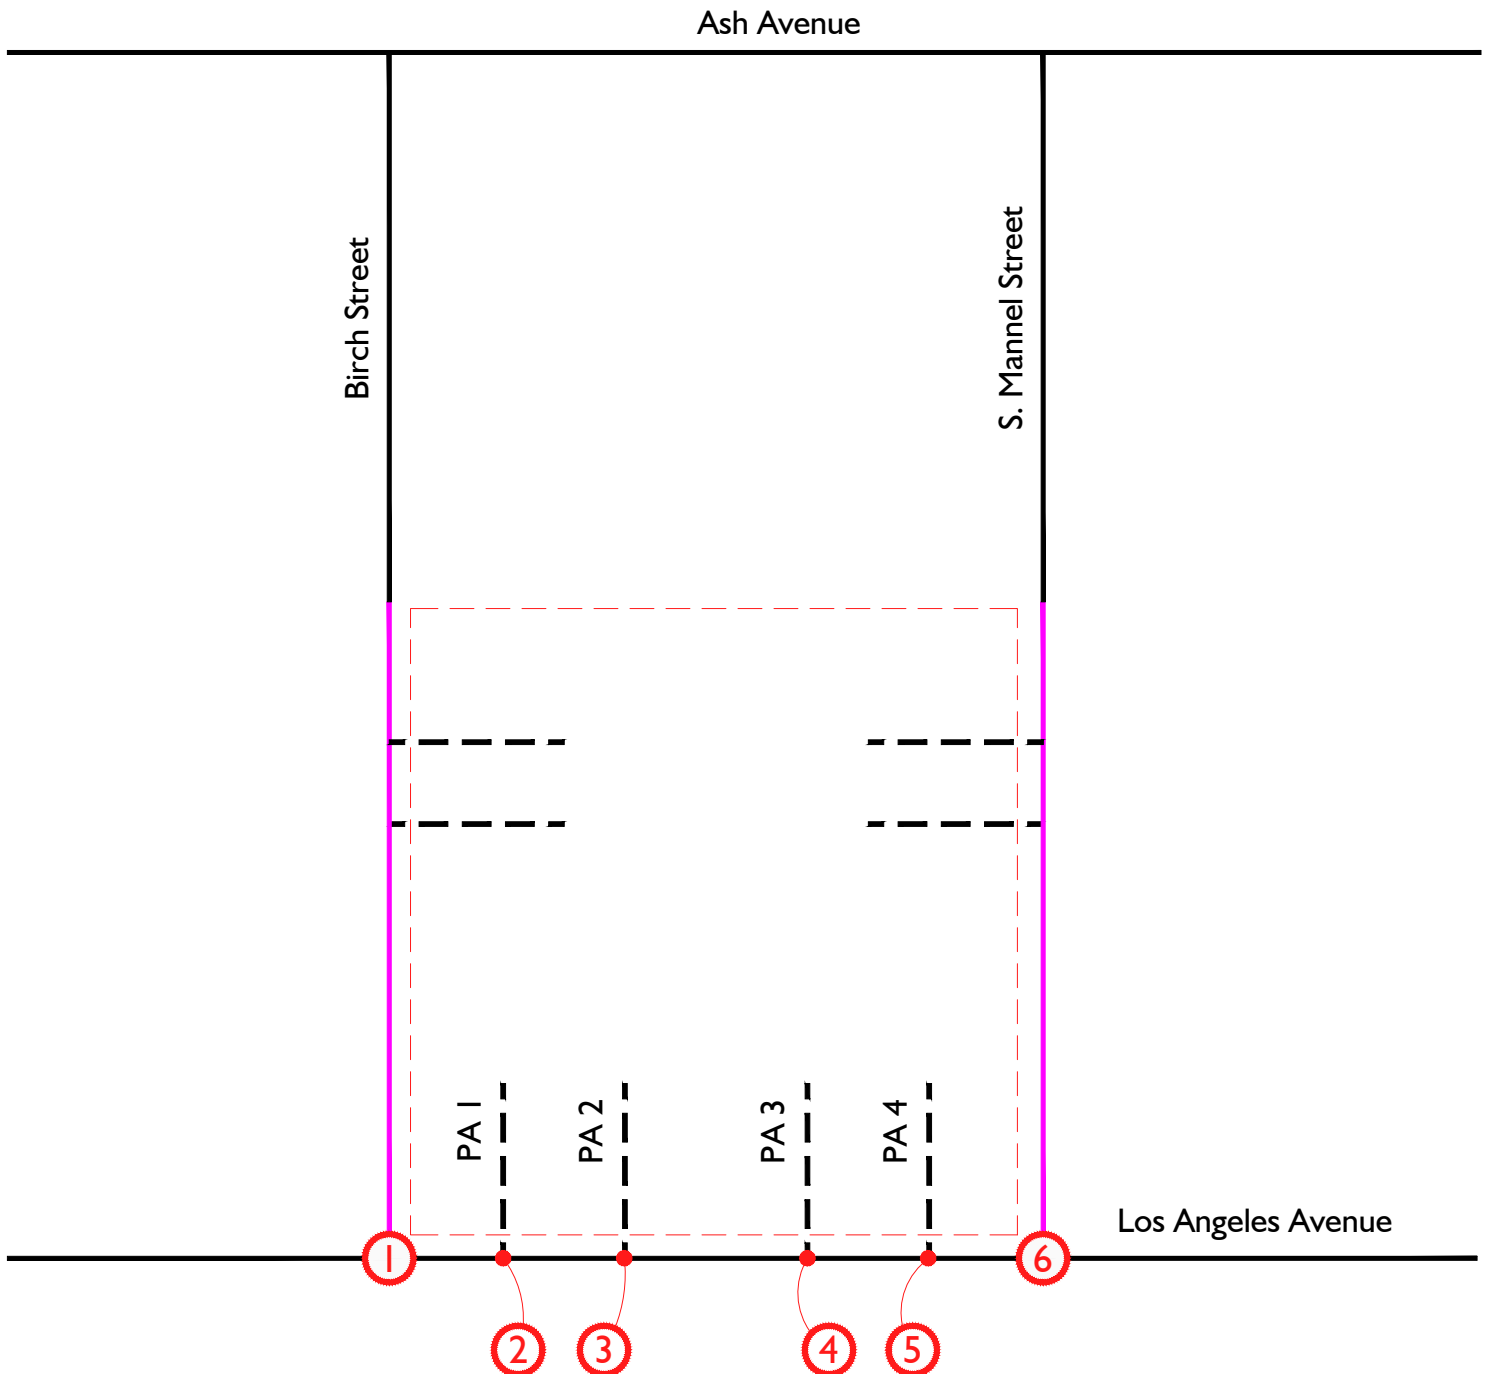 Ash Avenue
Birch Street
S. Mannel Street
PA 1
PA 2
PA 3
PA 4
Los Angeles Avenue
1
6
2
3
4
5